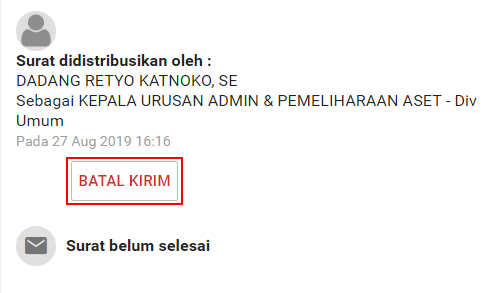 Surat didistribusikan oleh :
DADANG RETYO KATNOKO, SE
Sebagai KEPALA URUSAN ADMIN & PEMELIHARAAN ASET - Div
Umum
Pada 27 Aug 2019 16:16
BATAL KIRIM
Surat belum selesai